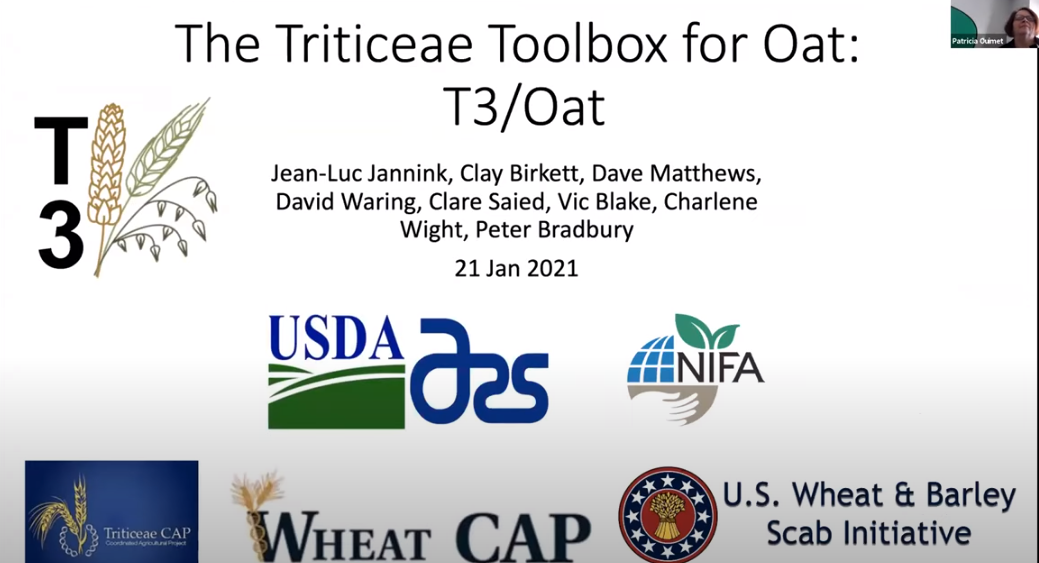 The Triticeae Toolbox for Oat:
T3/Oat
Patricia Ouimet
T
3
Jean-Luc Jannink, Clay Birkett, Dave Matthews,
David Waring, Clare Saied, Vic Blake, Charlene
Wight, Peter Bradbury
21 Jan 2021
USDA
ars
NIFA
Triticeae CAP
Coordinated Agricultural Project
WHEAT CAP
U.S. Wheat & Barley
Scab Initiative